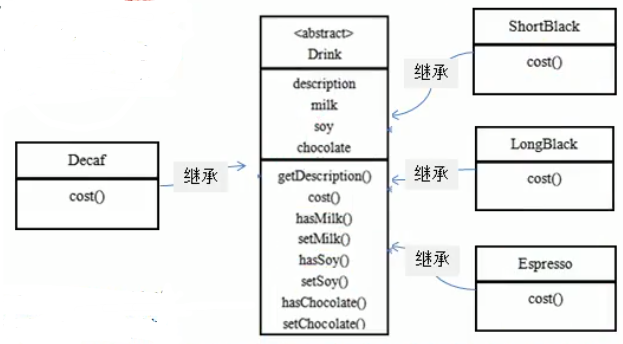 Decaf
cost()
继承
<abstract>
Drink
description
milk
soy
chocolate
getDescription()
cost()
hasMilk()
setMilk()
hasSoy()
setSoy()
hasChocolate()
setChocolate()
继承
ShortBlack
cost()
继承
LongBlack
cost()
继承
Espresso
cost()